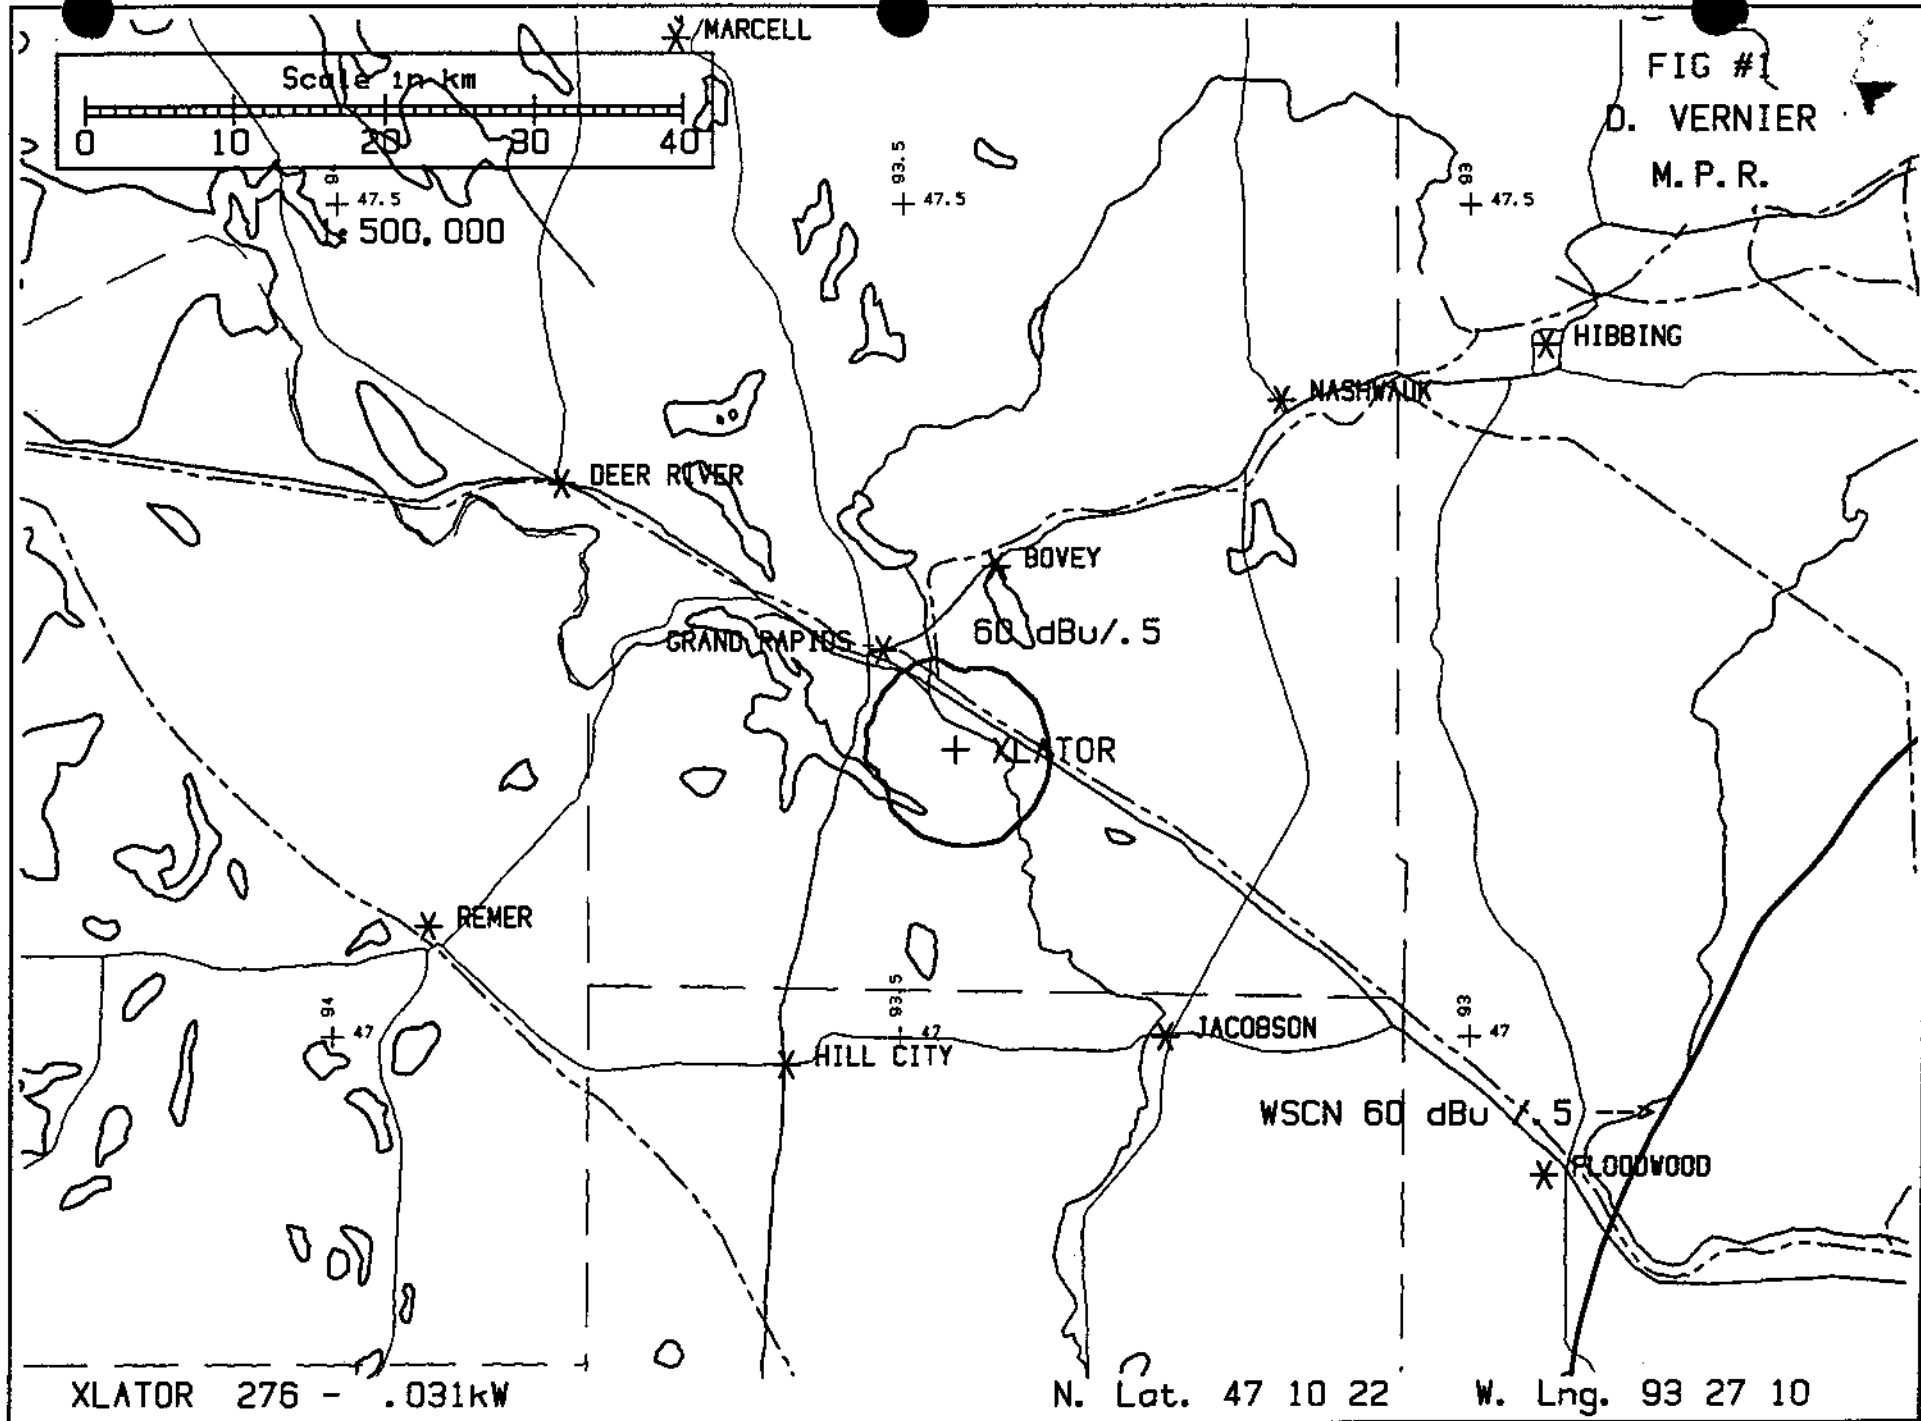 MARCELL
Scale in km
0 10 20 30 40
FIG #1
D. VERNIER
M.P.R.
94
47.5
93.5
47.5
93
47.5
1:500,000
HIBBING
NASHWAUK
DEER RIVER
BOVEY
60 dBu/.5
GRAND RAPIDS
XLATOR
REMER
94
47
93.5
47
93
47
JACOBSON
HILL CITY
WSCN 60 dBu /.5 -->
FLOODWOOD
XLATOR 276 - .031kW
N. Lat. 47 10 22 W. Lng. 93 27 10